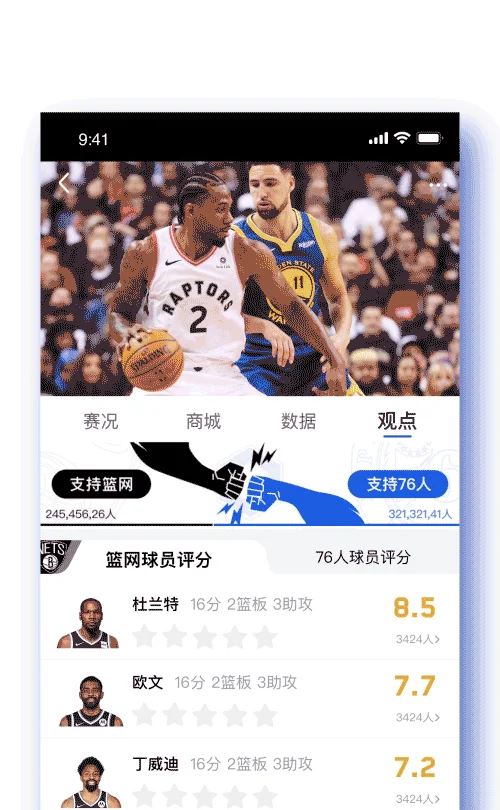 9:41
GOLDEN STATE
11
RAPTORS
2
赛况 商城 数据 观点
支持篮网 支持76人
245,456,26人 321,321,41人
NETS
B
篮网球员评分 76人球员评分
杜兰特 16分 2篮板 3助攻 8.5
3424人>
欧文 16分 2篮板 3助攻 7.7
3424人>
丁威迪 16分 2篮板 3助攻 7.2
3424人>